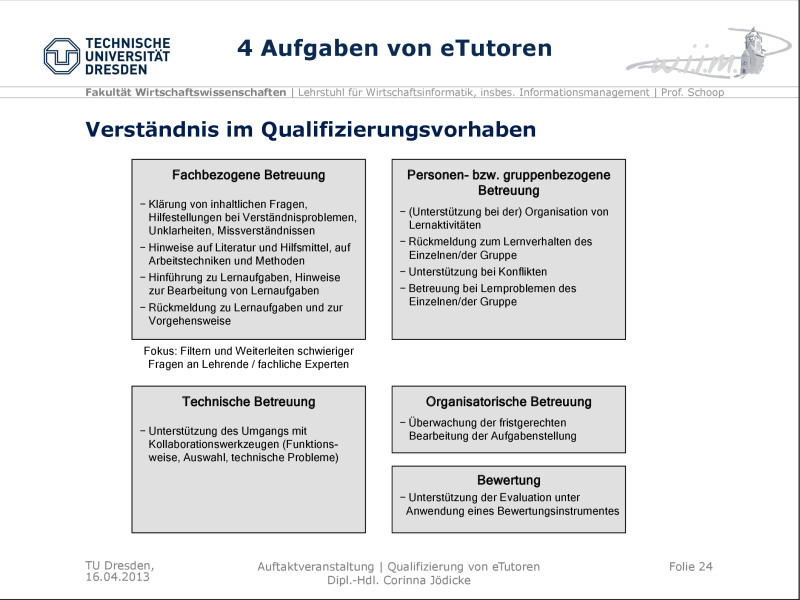 TECHNISCHE
UNIVERSITÄT
DRESDEN
4 Aufgaben von eTutoren
wi.i.m.
Fakultät Wirtschaftswissenschaften | Lehrstuhl für Wirtschaftsinformatik, insbes. Informationsmanagement | Prof. Schoop
Verständnis im Qualifizierungsvorhaben
Fachbezogene Betreuung
− Klärung von inhaltlichen Fragen,
Hilfestellungen bei Verständnisproblemen,
Unklarheiten, Missverständnissen
− Hinweise auf Literatur und Hilfsmittel, auf
Arbeitstechniken und Methoden
− Hinführung zu Lernaufgaben, Hinweise
zur Bearbeitung von Lernaufgaben
− Rückmeldung zu Lernaufgaben und zur
Vorgehensweise
Fokus: Filtern und Weiterleiten schwieriger
Fragen an Lehrende / fachliche Experten
Personen- bzw. gruppenbezogene
Betreuung
− (Unterstützung bei der) Organisation von
Lernaktivitäten
− Rückmeldung zum Lernverhalten des
Einzelnen/der Gruppe
− Unterstützung bei Konflikten
− Betreuung bei Lernproblemen des
Einzelnen/der Gruppe
Technische Betreuung
− Unterstützung des Umgangs mit
Kollaborationswerkzeugen (Funktions-
weise, Auswahl, technische Probleme)
Organisatorische Betreuung
− Überwachung der fristgerechten
Bearbeitung der Aufgabenstellung
Bewertung
− Unterstützung der Evaluation unter
Anwendung eines Bewertungsinstrumentes
TU Dresden,
16.04.2013
Auftaktveranstaltung | Qualifizierung von eTutoren
Dipl.-Hdl. Corinna Jödicke
Folie 24